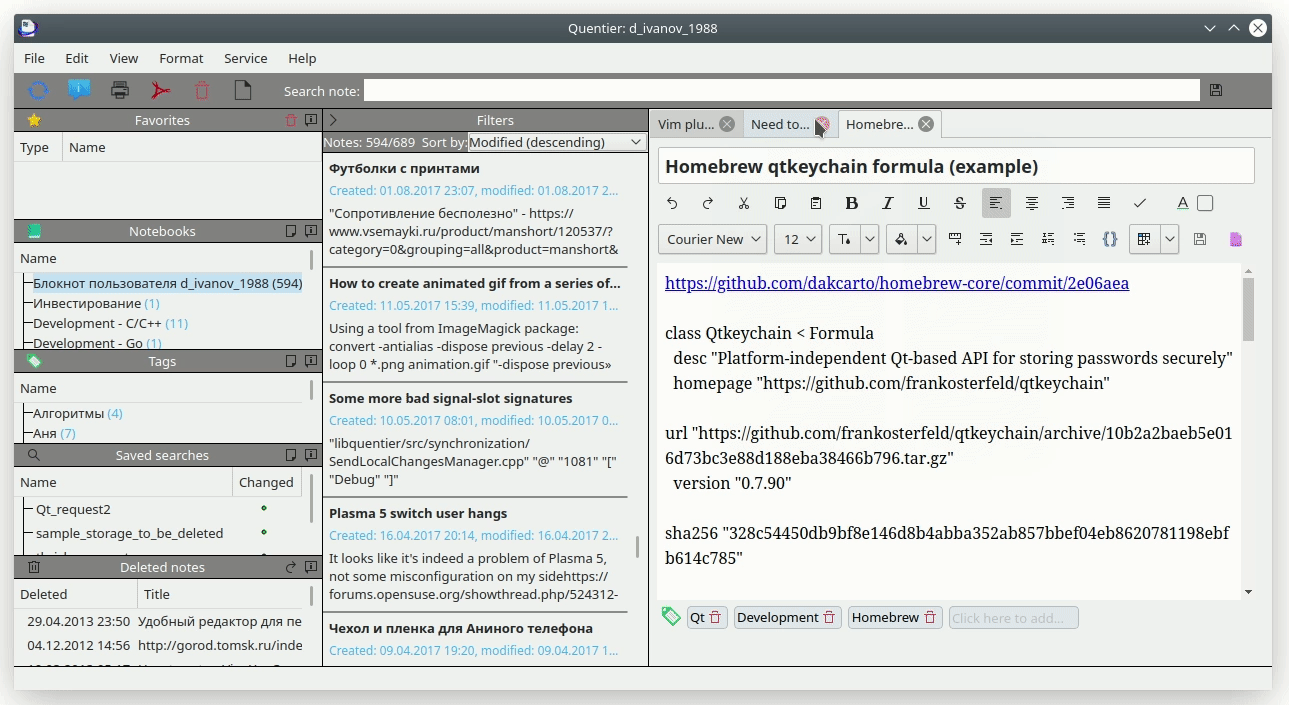 Quentier: d_ivanov_1988
File Edit View Format Service Help
Search note:
Favorites
Type Name
Notebooks
Name
Блокнот пользователя d_ivanov_1988 (594)
Инвестирование (1)
Development - C/C++ (11)
Development - Go (1)
Tags
Name
Алгоритмы (4)
Аня (7)
Saved searches
Name Changed
Qt_request2
sample_storage_to_be_deleted
Deleted notes
Deleted Title
29.04.2013 23:50 Удобный редактор для пе
04.12.2012 14:56 http://gorod.tomsk.ru/inde
Filters
Notes: 594/689 Sort by: Modified (descending)
Футболки с принтами
Created: 01.08.2017 23:07, modified: 01.08.2017 2...
"Сопротивление бесполезно" - https://
www.vsemayki.ru/product/manshort/120537/?
category=0&grouping=all&product=manshort&
How to create animated gif from a series of...
Created: 11.05.2017 15:39, modified: 11.05.2017 1...
Using a tool from ImageMagick package:
convert -antialias -dispose previous -delay 2 -
loop 0 *.png animation.gif "-dispose previous»
Some more bad signal-slot signatures
Created: 10.05.2017 08:01, modified: 10.05.2017 0...
"libquentier/src/synchronization/
SendLocalChangesManager.cpp" "@" "1081" "["
"Debug" "]"
Plasma 5 switch user hangs
Created: 16.04.2017 20:14, modified: 16.04.2017 2...
It looks like it's indeed a problem of Plasma 5,
not some misconfiguration on my sidehttps://
forums.opensuse.org/showthread.php/524312-
Чехол и пленка для Аниного телефона
Created: 09.04.2017 19:20, modified: 09.04.2017 1...
Vim plu... Need to... Homebre...
Homebrew qtkeychain formula (example)
Courier New 12
https://github.com/dakcarto/homebrew-core/commit/2e06aea
class Qtkeychain < Formula
desc "Platform-independent Qt-based API for storing passwords securely"
homepage "https://github.com/frankosterfeld/qtkeychain"
url "https://github.com/frankosterfeld/qtkeychain/archive/10b2a2baeb5e01
6d73bc3e88d188eba38466b796.tar.gz"
version "0.7.90"
sha256 "328c54450db9bf8e146d8b4abba352ab857bbef04eb8620781198ebf
b614c785"
Qt Development Homebrew Click here to add...